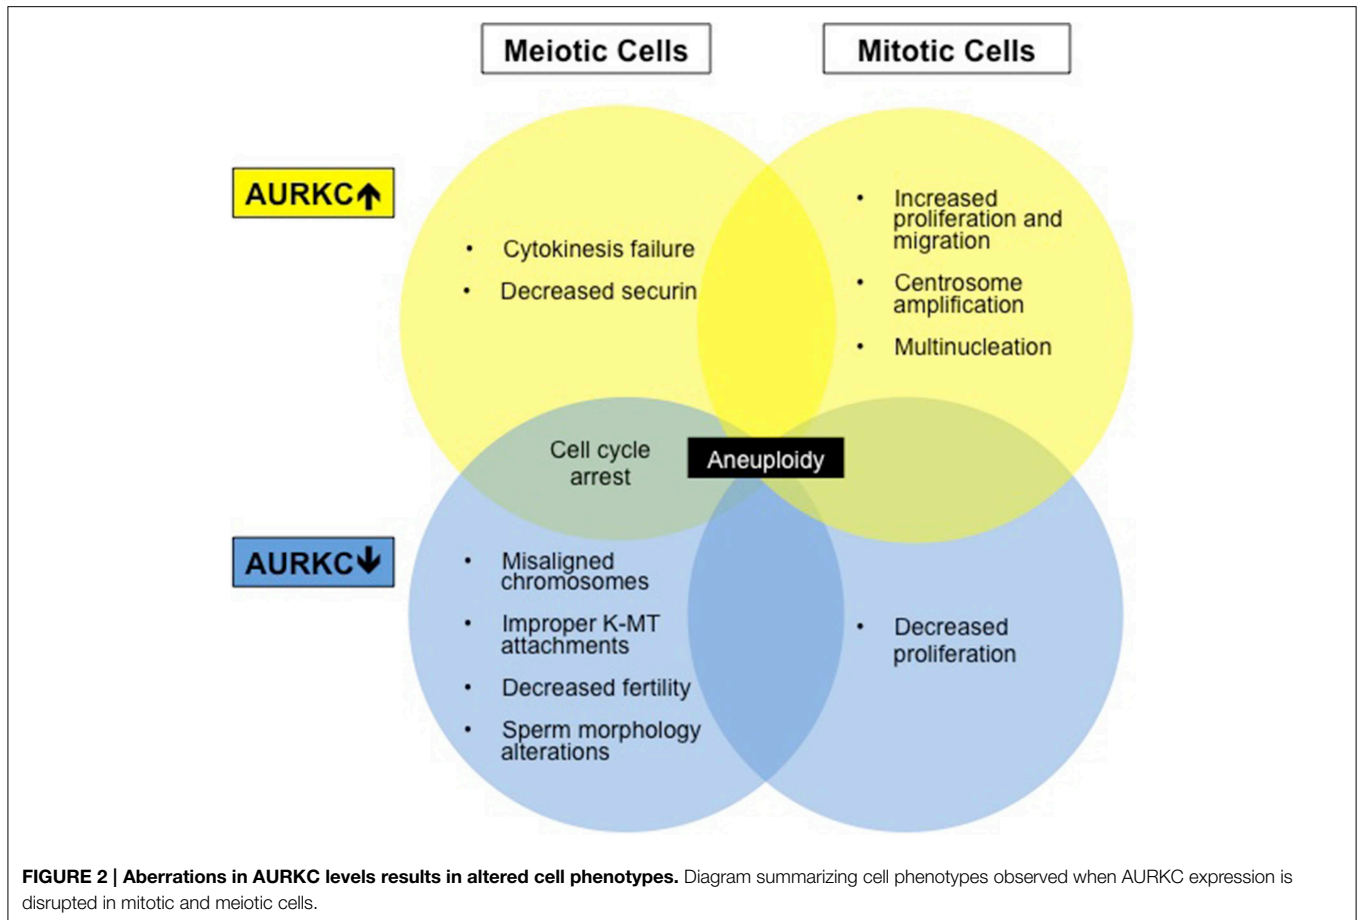 Meiotic Cells
Mitotic Cells
AURKC↑
• Cytokinesis failure
• Decreased securin
• Increased
proliferation and
migration
• Centrosome
amplification
• Multinucleation
Cell cycle
arrest
Aneuploidy
AURKC↓
• Misaligned
chromosomes
• Improper K-MT
attachments
• Decreased fertility
• Sperm morphology
alterations
• Decreased
proliferation
FIGURE 2 | Aberrations in AURKC levels results in altered cell phenotypes. Diagram summarizing cell phenotypes observed when AURKC expression is
disrupted in mitotic and meiotic cells.